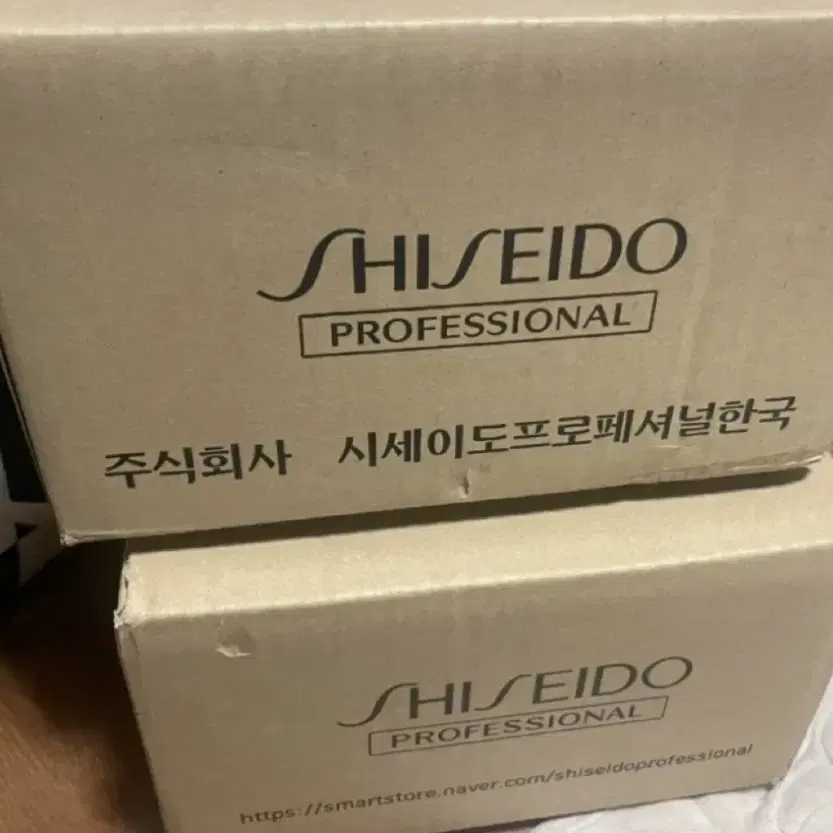 SHISEIDO
PROFESSIONAL
주식회사 시세이도프로페셔널한국
SHISEIDO
PROFESSIONAL
https://smartstore.naver.com/shiseidoprofessional